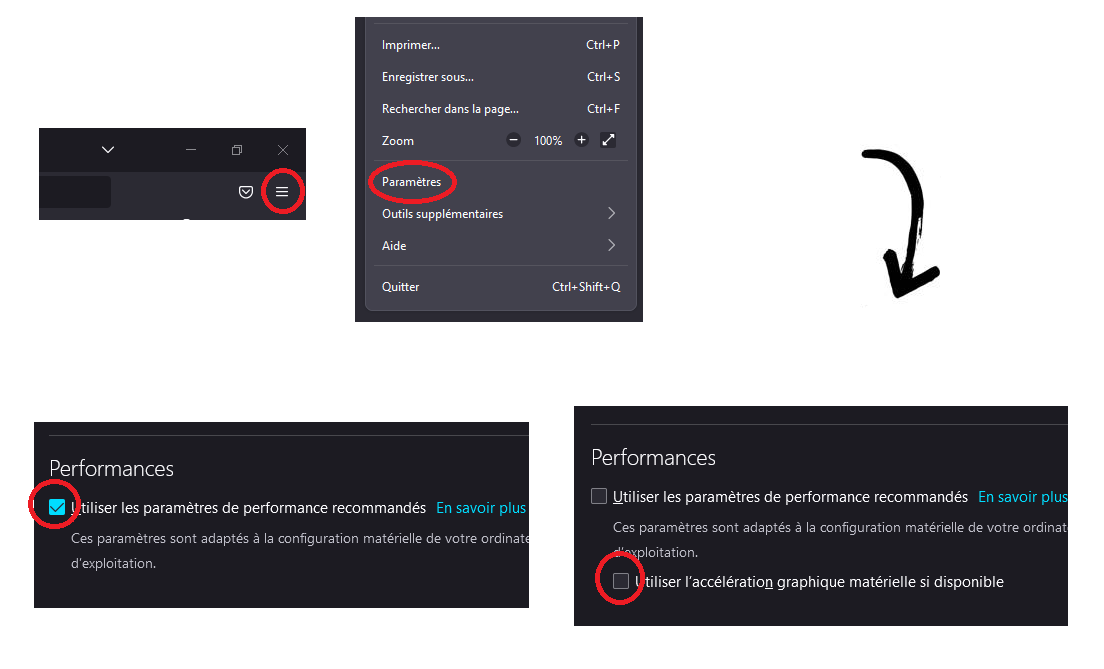 Imprimer... Ctrl+P
Enregistrer sous... Ctrl+S
Rechercher dans la page... Ctrl+F
Zoom 100%
Paramètres
Outils supplémentaires
Aide
Quitter Ctrl+Shift+Q
Performances
Utiliser les paramètres de performance recommandés En savoir plus
Ces paramètres sont adaptés à la configuration matérielle de votre ordinate
d'exploitation.
Performances
Utiliser les paramètres de performance recommandés En savoir plus
Ces paramètres sont adaptés à la configuration matérielle de votre ordinat
d'exploitation.
Utiliser l'accélération graphique matérielle si disponible